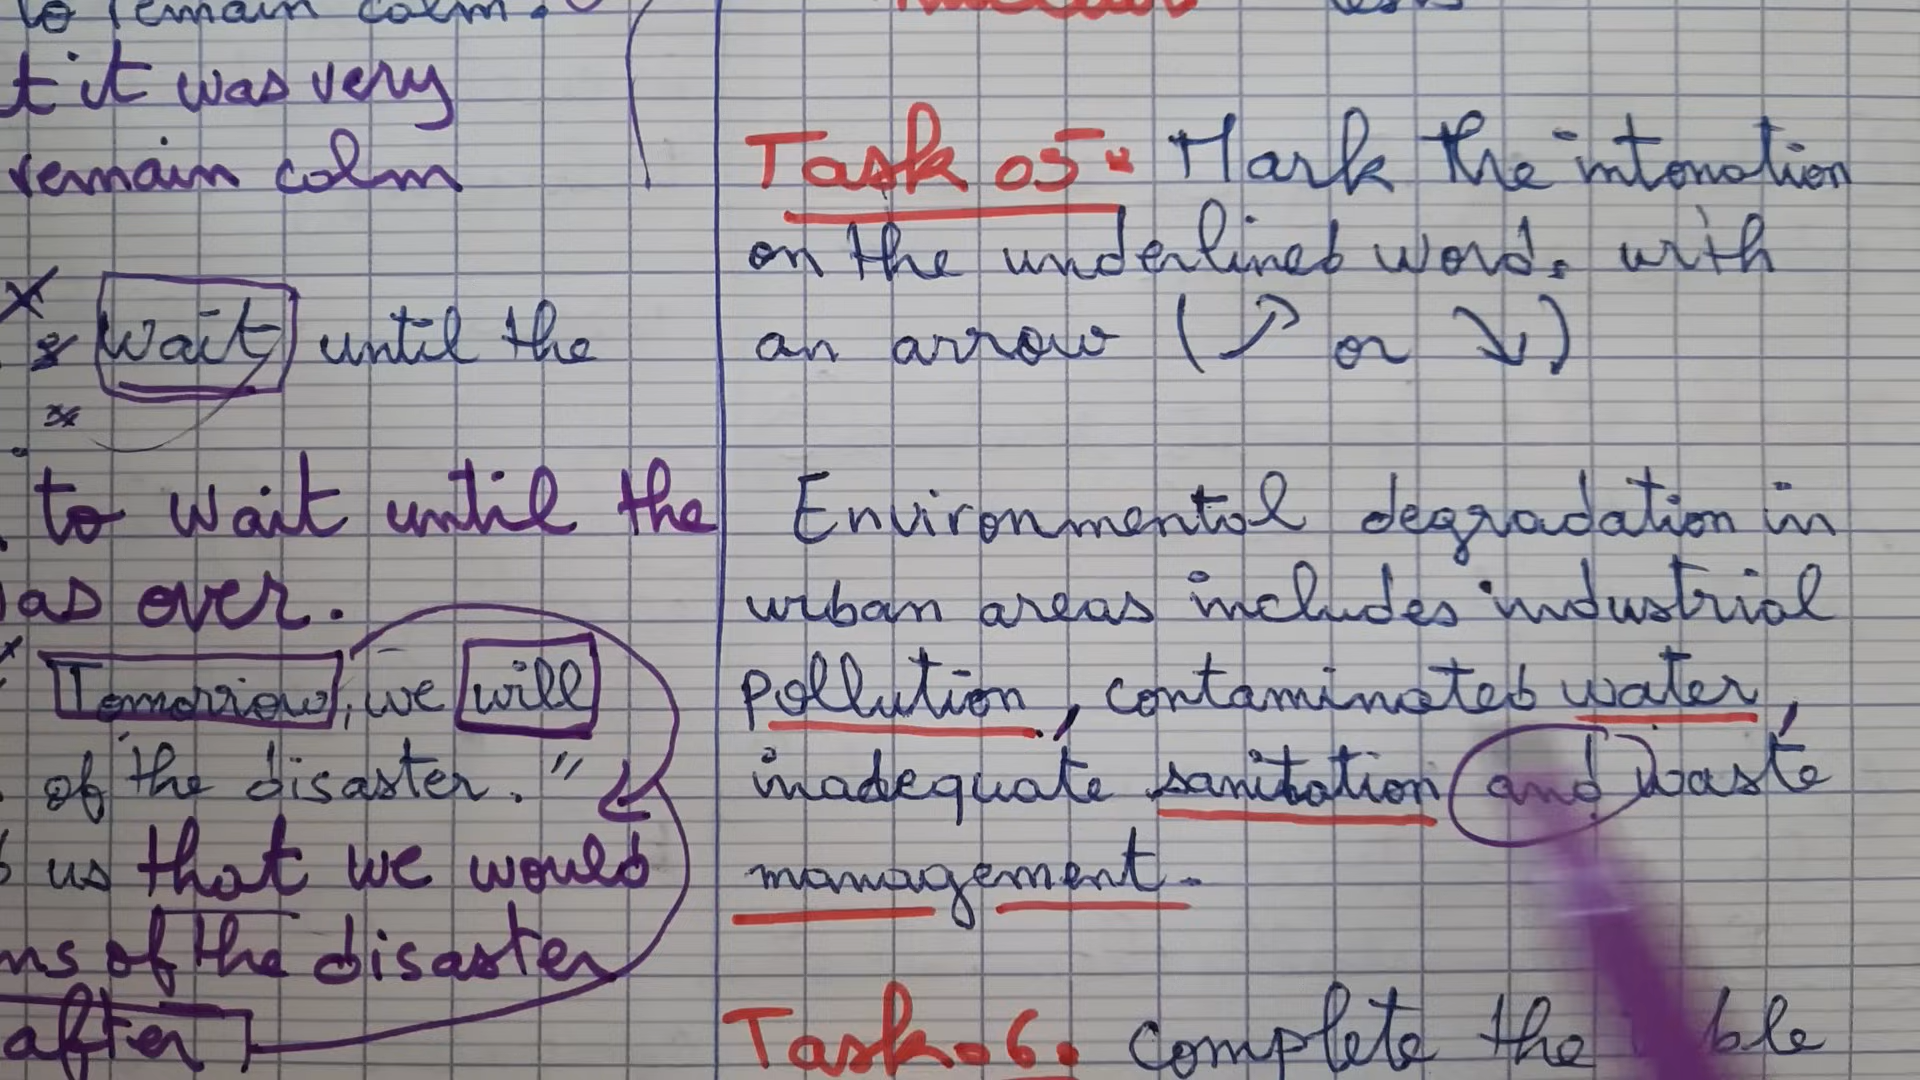 to remain calm.
t it was very
remain calm
wait until the
to wait until the
as over.
Tomorrow, we will
of the disaster."
us that we would
ns of the disaster
after
Task 05: Mark the intonation
on the underlined words with
an arrow (↗ or ↘)
Environmental degradation in
urban areas includes industrial
pollution, contaminated water,
inadequate sanitation and waste
management.
Task.6. Complete the